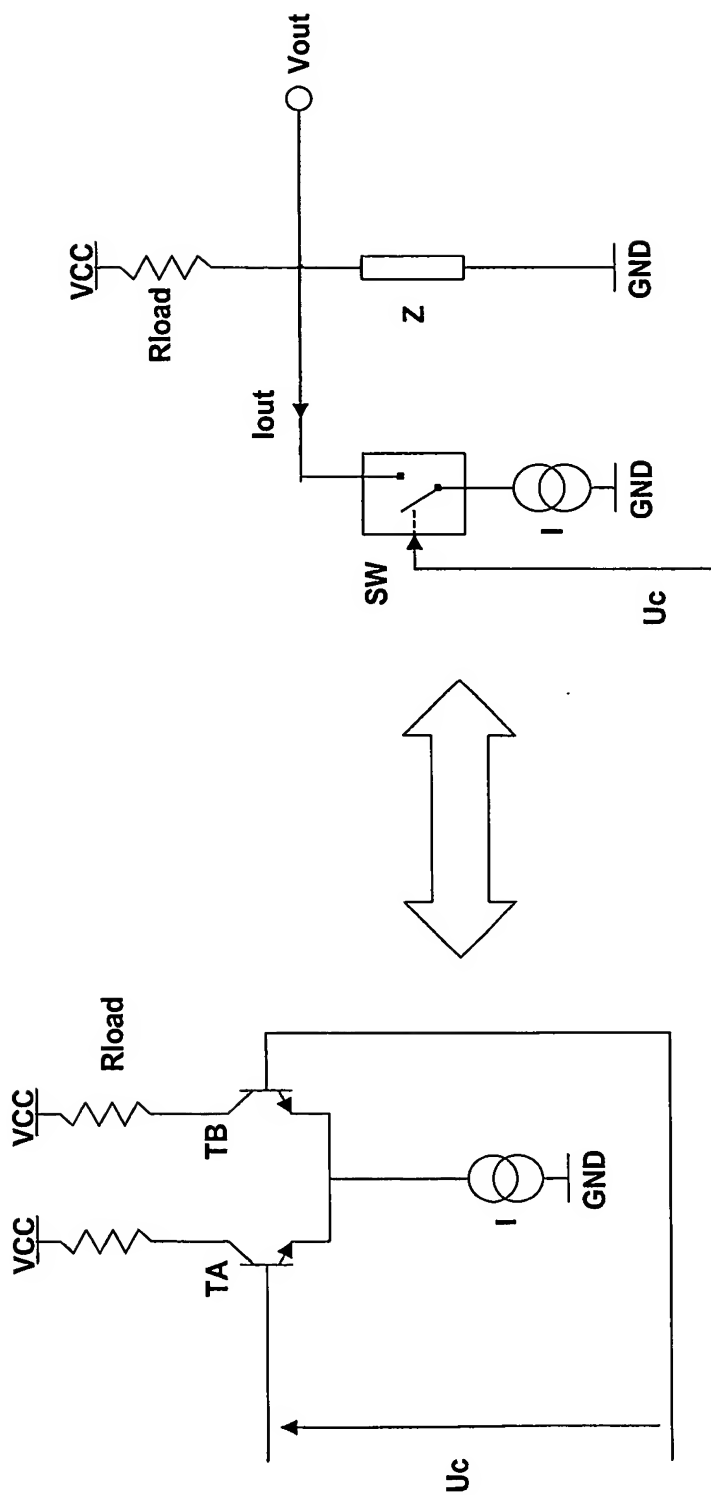 VCC
VCC
Rload
TA
TB
I
GND
Uc
VCC
Rload
Vout
Iout
Z
SW
I
GND
GND
Uc